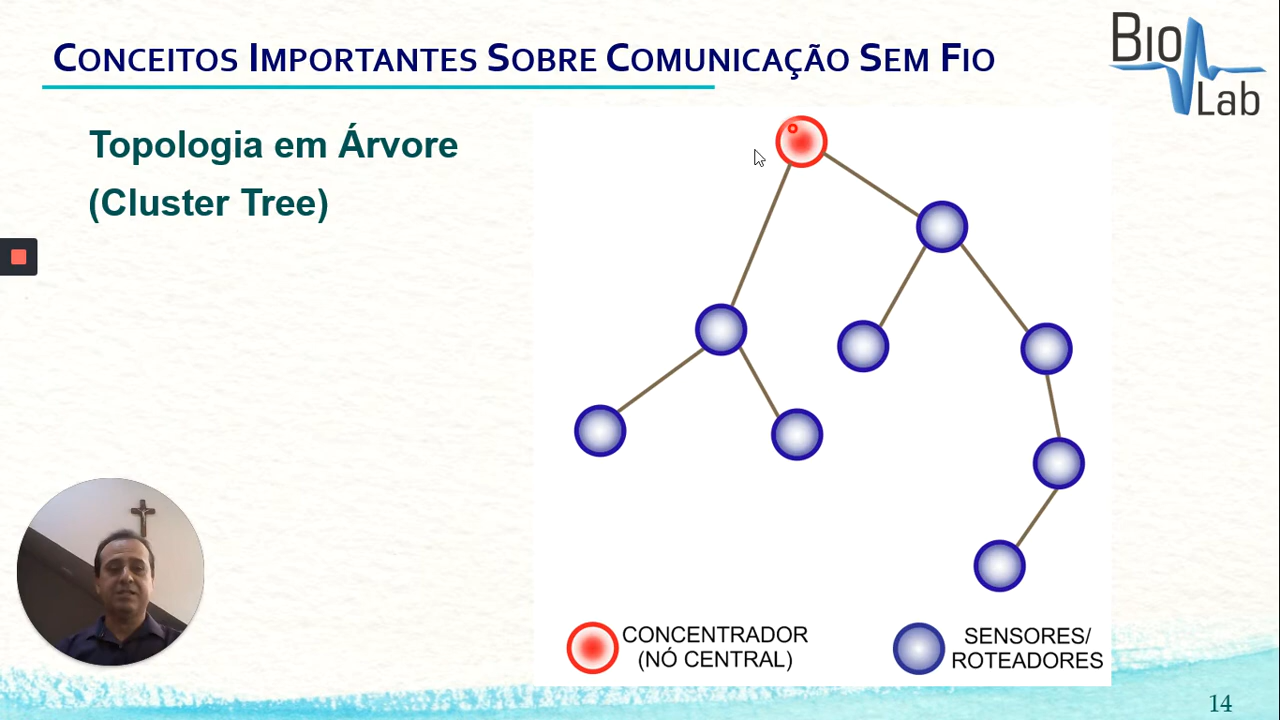 CONCEITOS IMPORTANTES SOBRE COMUNICAÇÃO SEM FIO
Bio
Lab
Topologia em Árvore
(Cluster Tree)
CONCENTRADOR
(NÓ CENTRAL)
SENSORES/
ROTEADORES
14